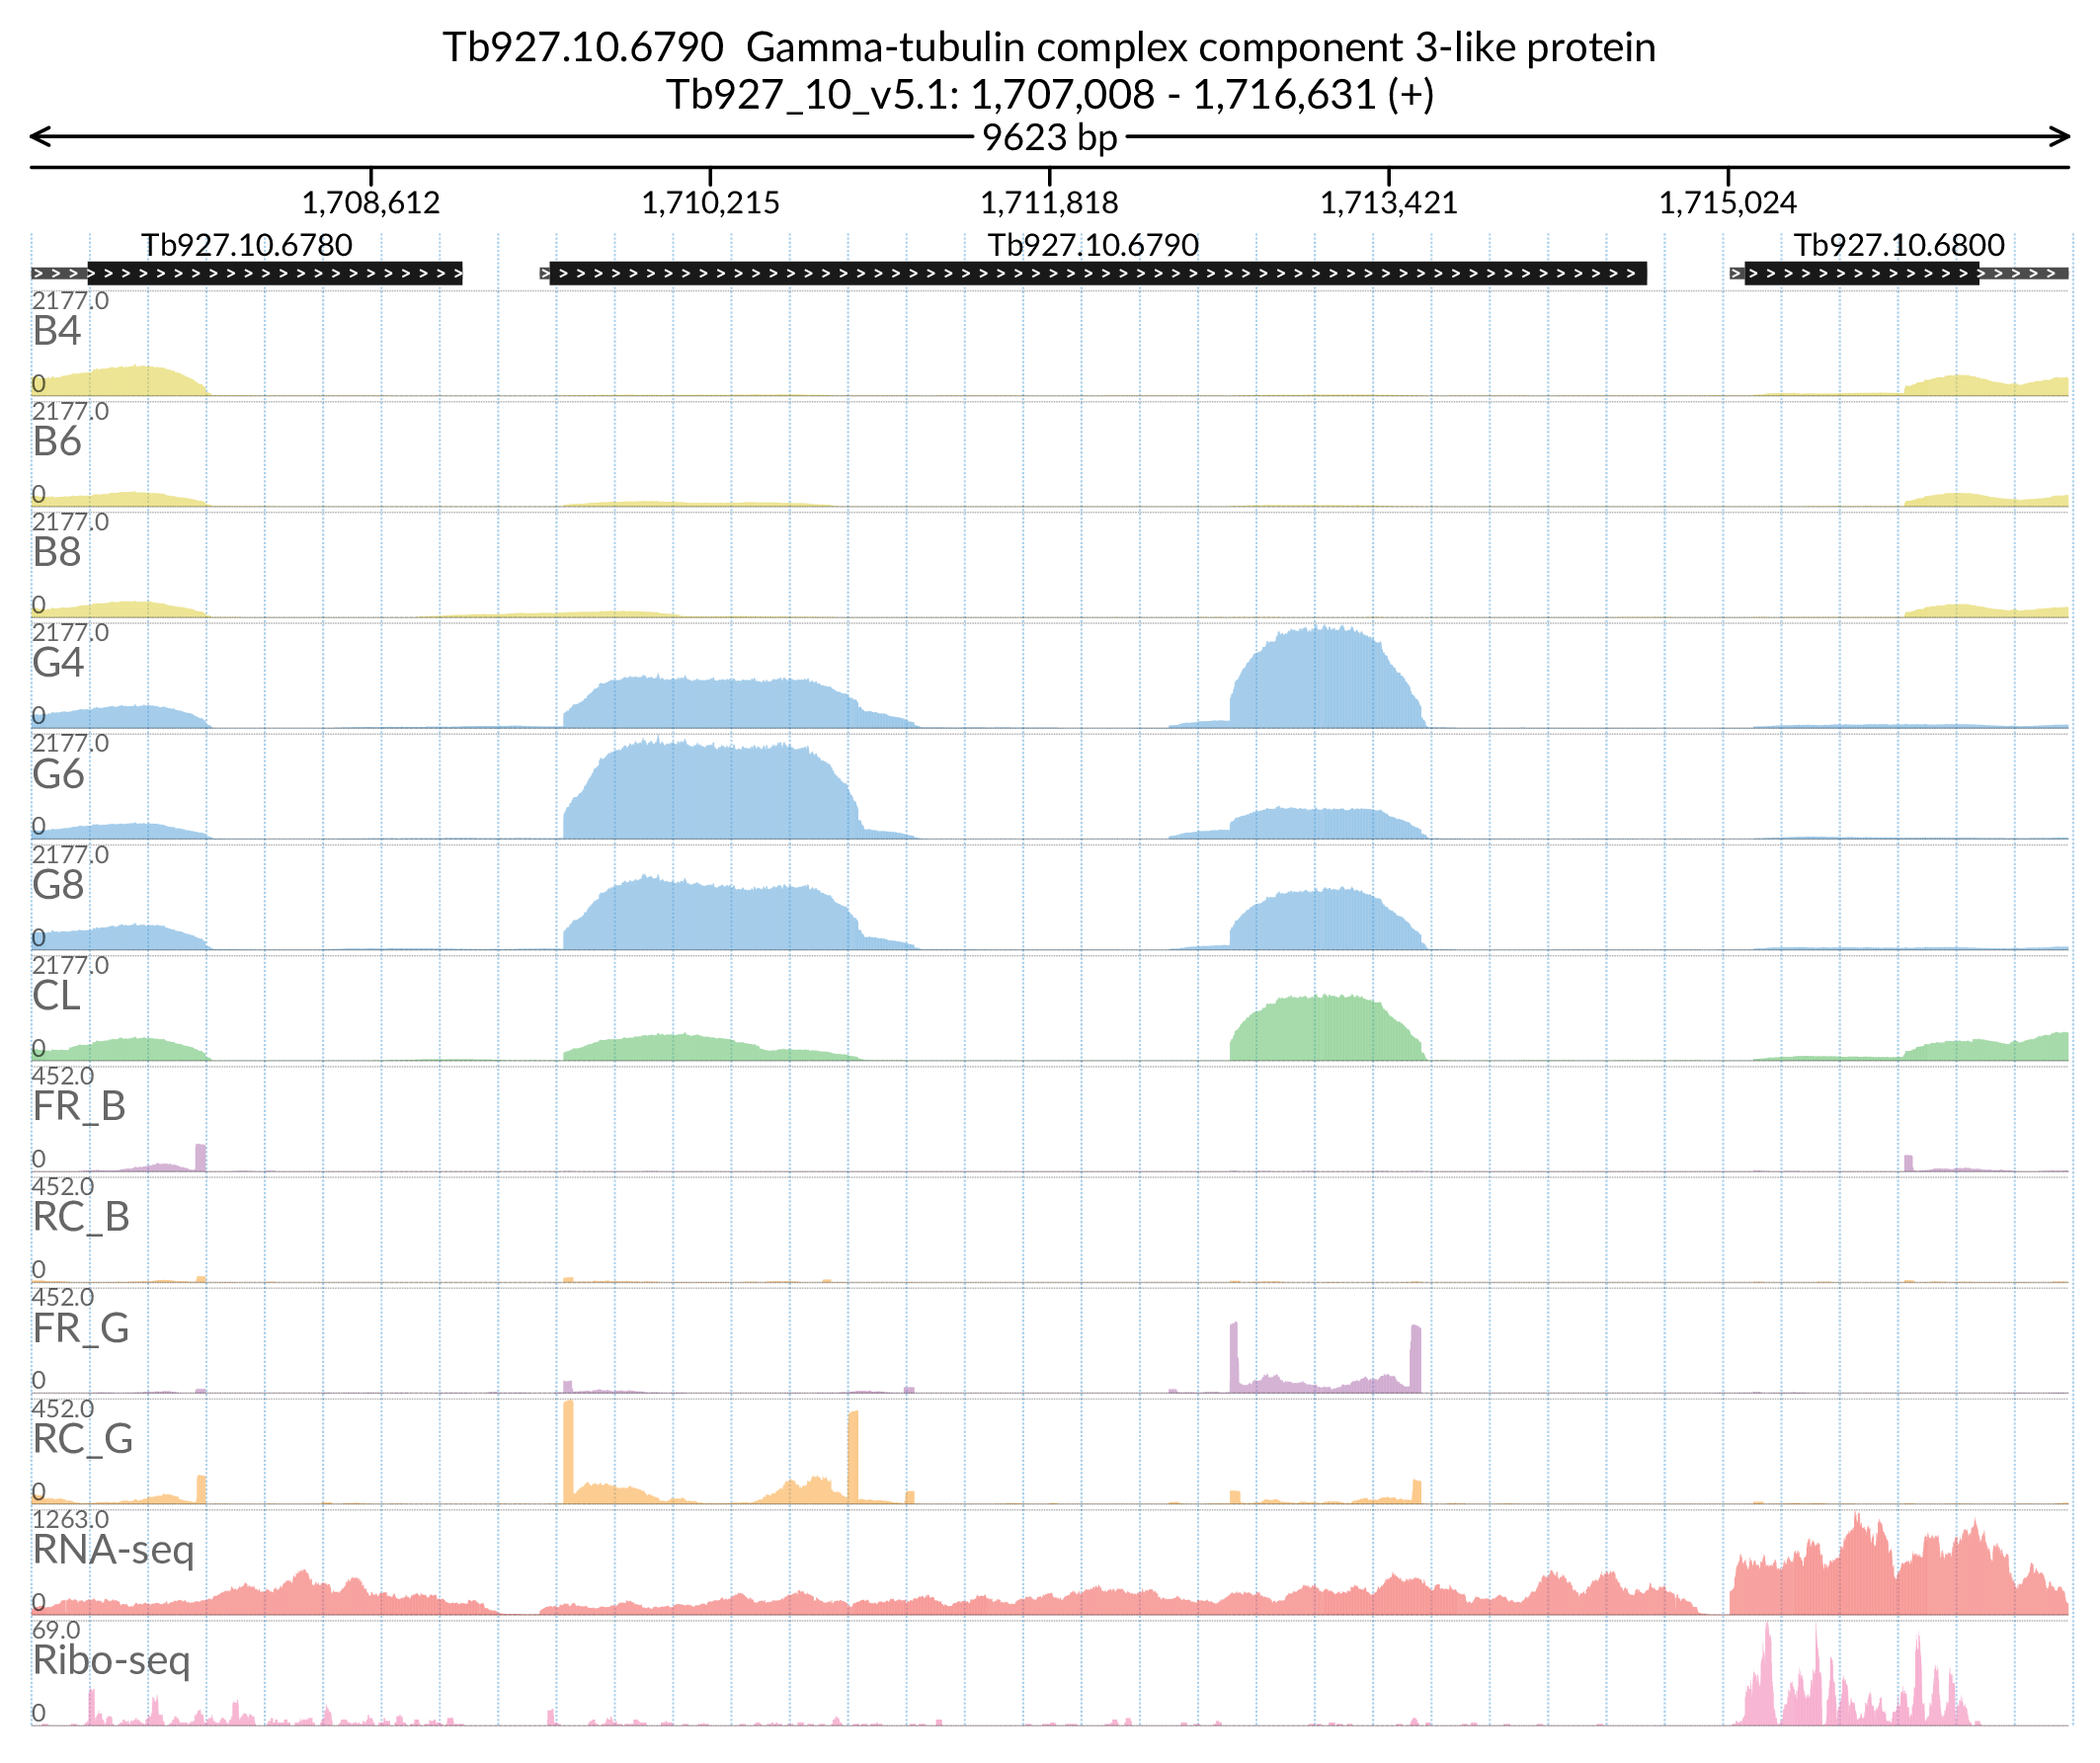 Tb927.10.6790 Gamma-tubulin complex component 3-like protein
Tb927_10_v5.1: 1,707,008 - 1,716,631 (+)
9623 bp
1,708,612 1,710,215 1,711,818 1,713,421 1,715,024
Tb927.10.6780 Tb927.10.6790 Tb927.10.6800
2177.0
B4
0
2177.0
B6
0
2177.0
B8
0
2177.0
G4
0
2177.0
G6
0
2177.0
G8
0
2177.0
CL
0
452.0
FR_B
0
452.0
RC_B
0
452.0
FR_G
0
452.0
RC_G
0
1263.0
RNA-seq
0
69.0
Ribo-seq
0